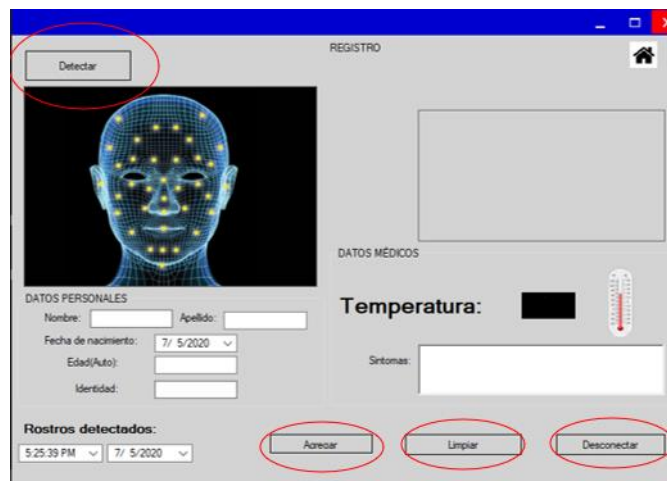 REGISTRO
Detectar
DATOS MÉDICOS
Temperatura:
Sintomas:
DATOS PERSONALES
Nombre:
Apellido:
Fecha de nacimiento:
7/ 5/2020
Edad(Auto):
Identidad:
Rostros detectados:
5:25:39 PM
7/ 5/2020
Agregar
Limpiar
Desconectar